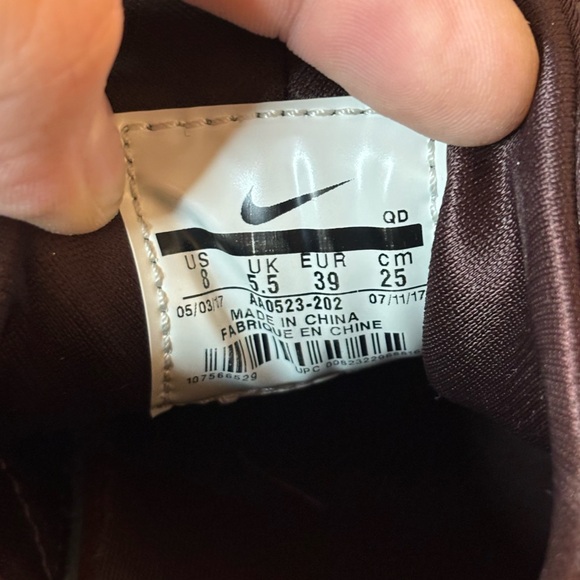 QD
US UK EUR cm
8 5.5 39 25
05/03/17 AA0523-202 07/11/17
MADE IN CHINA
FABRIQUE EN CHINE
UPC